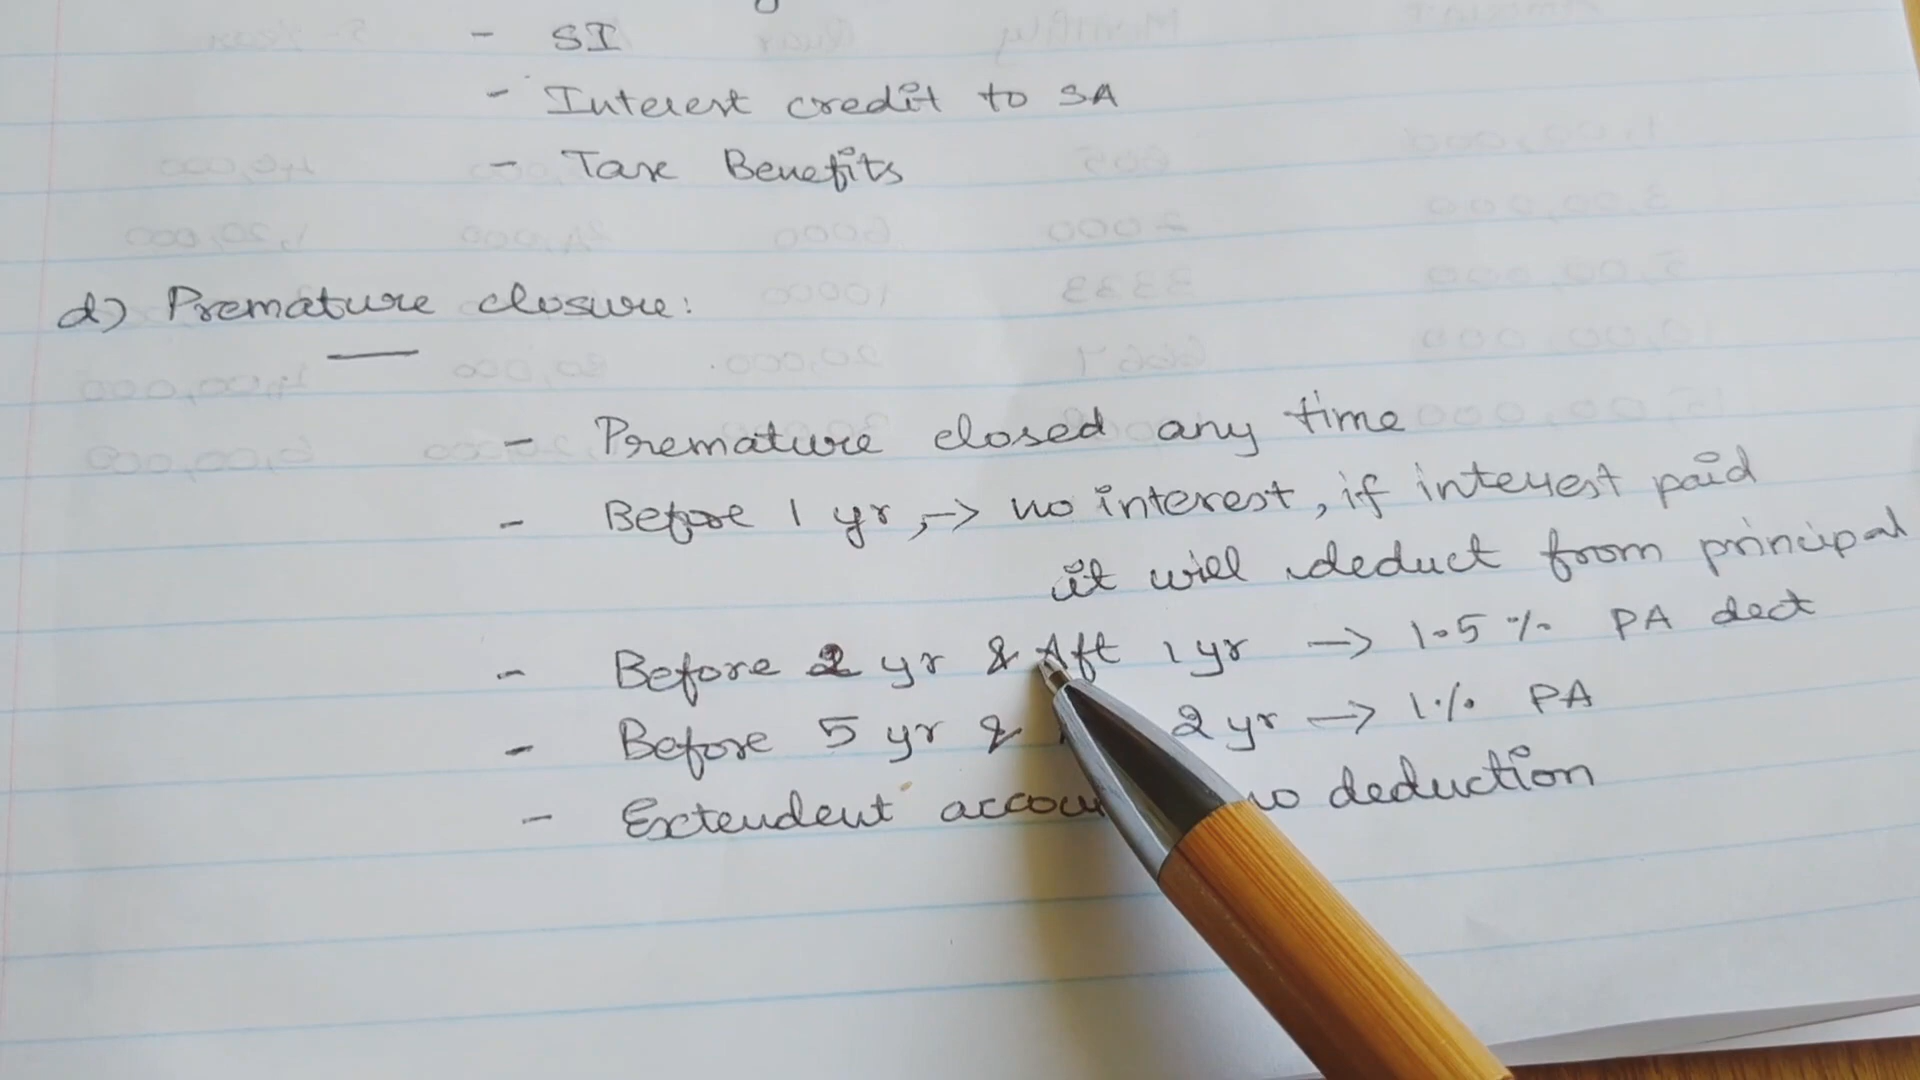 - SI
- Interest credit to SA
- Tax Benefits
d) Premature closure:
- Premature closed any time
- Before 1 yr, -> no interest, if interest paid
it will deduct from principal
- Before 2 yr & Aft 1 yr -> 1.5% PA dect
- Before 5 yr & 2 yr -> 1% PA
- Extendent no deduction